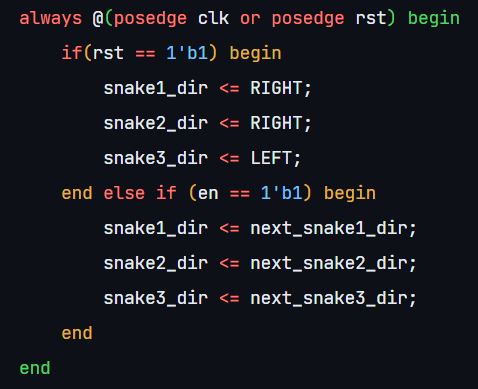 always @(posedge clk or posedge rst) begin
    if(rst == 1'b1) begin
        snake1_dir <= RIGHT;
        snake2_dir <= RIGHT;
        snake3_dir <= LEFT;
    end else if (en == 1'b1) begin
        snake1_dir <= next_snake1_dir;
        snake2_dir <= next_snake2_dir;
        snake3_dir <= next_snake3_dir;
    end
end